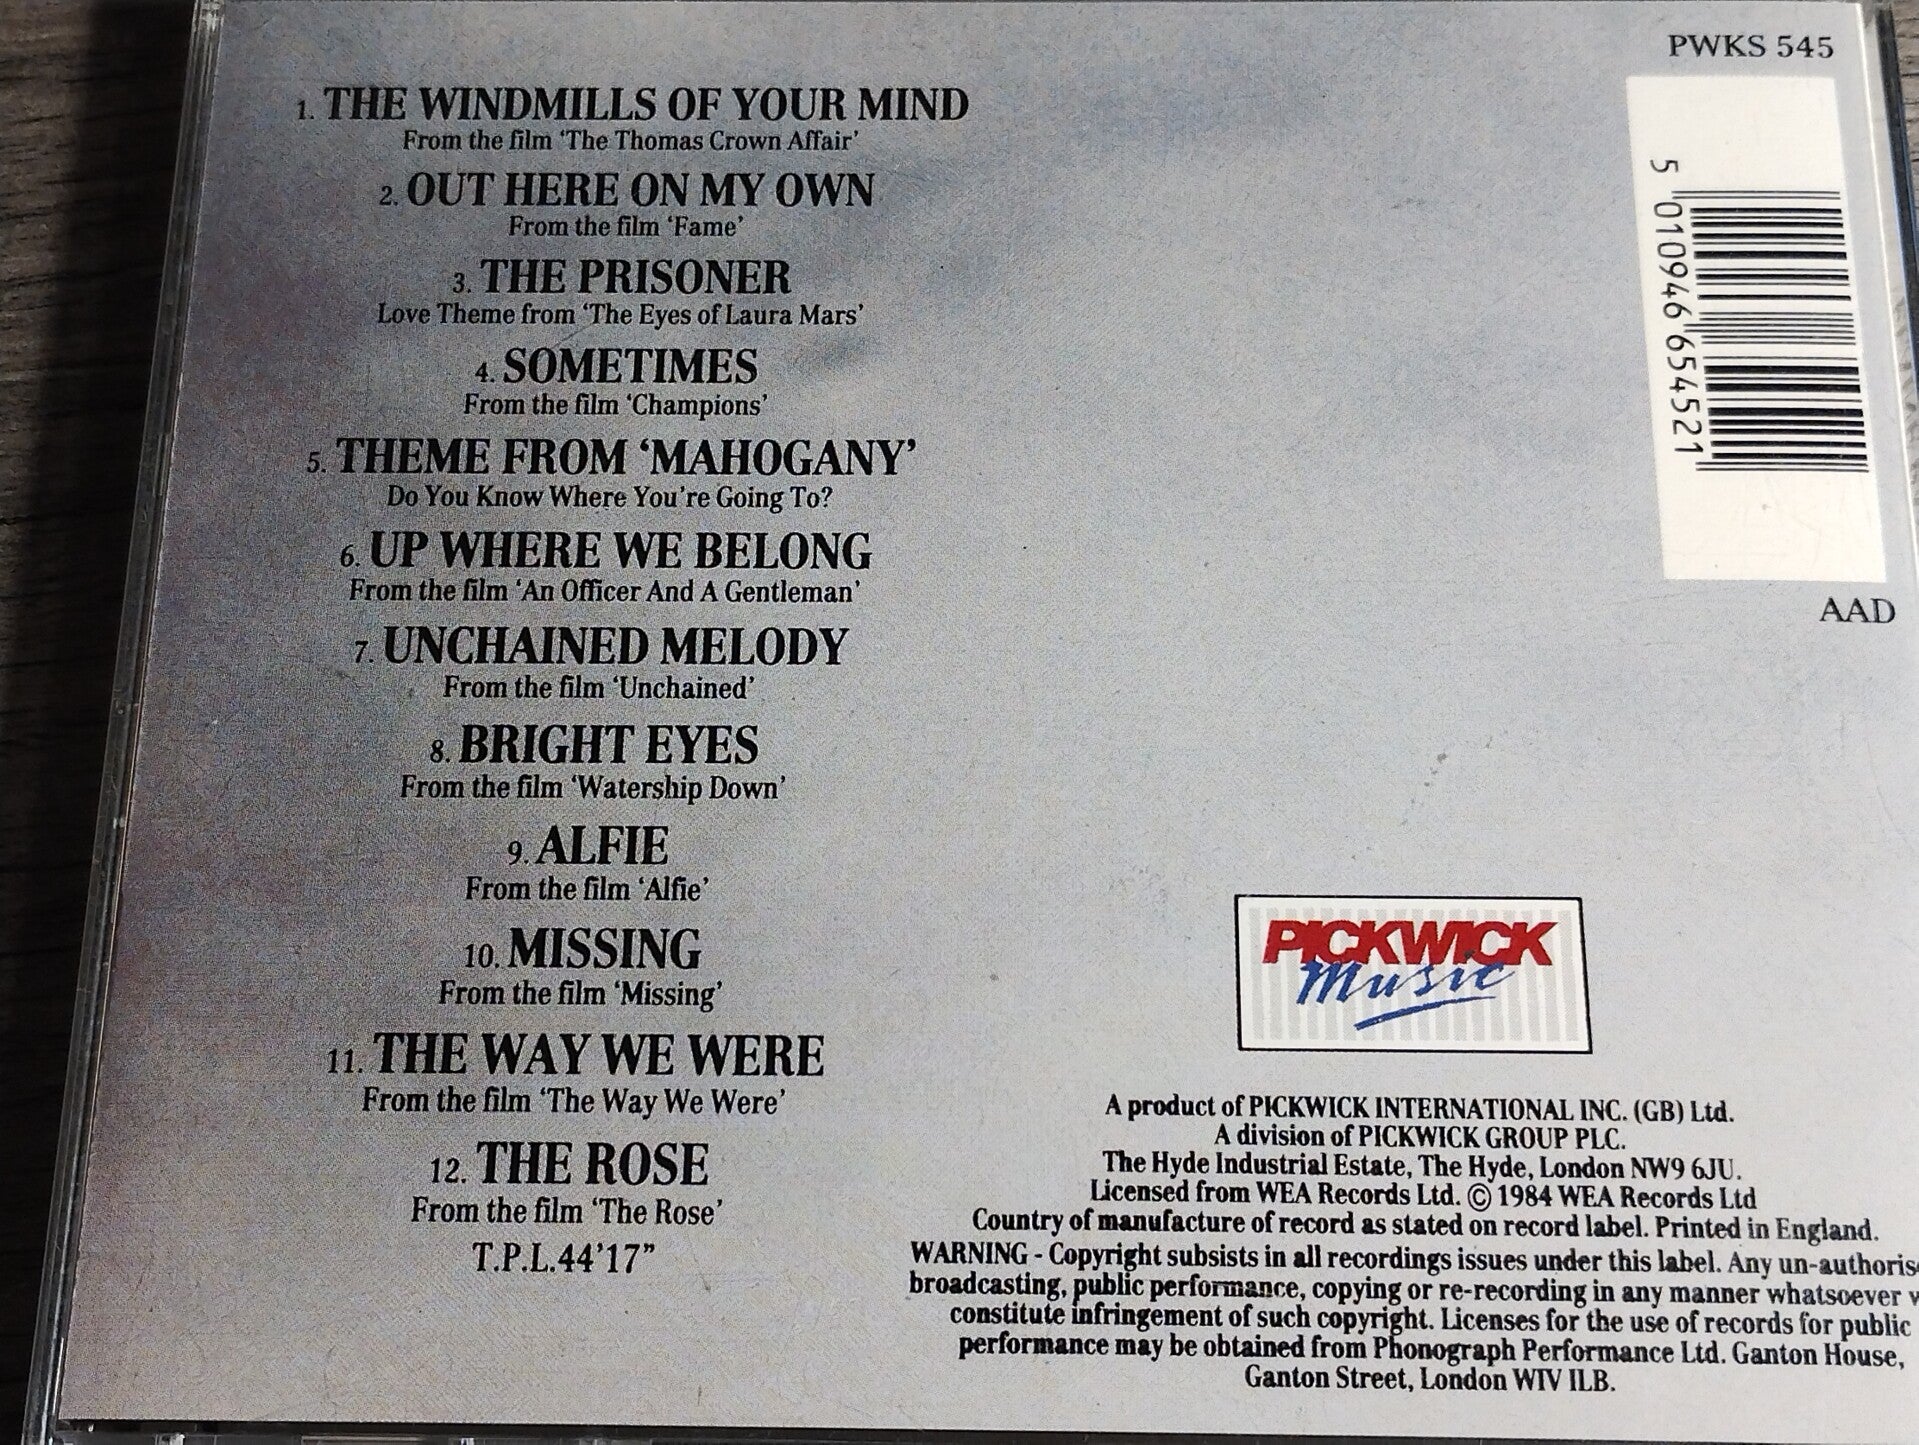 PWKS 545
1. THE WINDMILLS OF YOUR MIND
From the film ‘The Thomas Crown Affair’
2. OUT HERE ON MY OWN
From the film ‘Fame’
3. THE PRISONER
Love Theme from ‘The Eyes of Laura Mars’
4. SOMETIMES
From the film ‘Champions’
5. THEME FROM ‘MAHOGANY’
Do You Know Where You’re Going To?
6. UP WHERE WE BELONG
From the film ‘An Officer And A Gentleman’
7. UNCHAINED MELODY
From the film ‘Unchained’
8. BRIGHT EYES
From the film ‘Watership Down’
9. ALFIE
From the film ‘Alfie’
10. MISSING
From the film ‘Missing’
11. THE WAY WE WERE
From the film ‘The Way We Were’
12. THE ROSE
From the film ‘The Rose’
T.P.L.44’17”
5 010946 654521
AAD
PICKWICK
Music
A product of PICKWICK INTERNATIONAL INC. (GB) Ltd.
A division of PICKWICK GROUP PLC.
The Hyde Industrial Estate, The Hyde, London NW9 6JU.
Licensed from WEA Records Ltd. © 1984 WEA Records Ltd
Country of manufacture of record as stated on record label. Printed in England.
WARNING - Copyright subsists in all recordings issues under this label. Any
broadcasting, public performance, copying or re-recording in any manner whatsoever
constitute infringement of such copyright. Licenses for the use of records for public
performance may be obtained from Phonograph Performance Ltd. Ganton House,
Ganton Street, London WIV ILB.